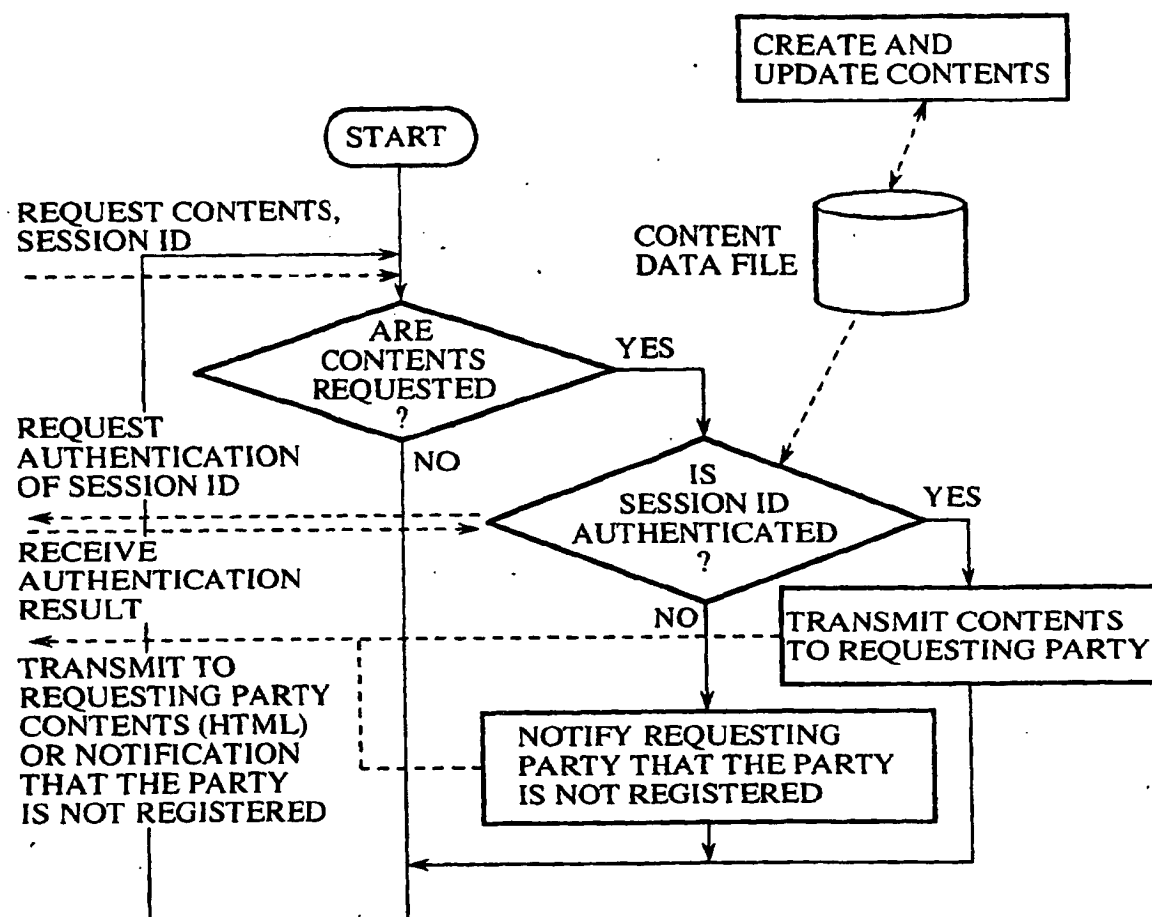 CREATE AND
UPDATE CONTENTS
START
REQUEST CONTENTS,
SESSION ID
CONTENT
DATA FILE
ARE
CONTENTS
REQUESTED
?
YES
NO
REQUEST
AUTHENTICATION
OF SESSION ID
IS
SESSION ID
AUTHENTICATED
?
YES
NO
RECEIVE
AUTHENTICATION
RESULT
TRANSMIT CONTENTS
TO REQUESTING PARTY
TRANSMIT TO
REQUESTING PARTY
CONTENTS (HTML)
OR NOTIFICATION
THAT THE PARTY
IS NOT REGISTERED
NOTIFY REQUESTING
PARTY THAT THE PARTY
IS NOT REGISTERED